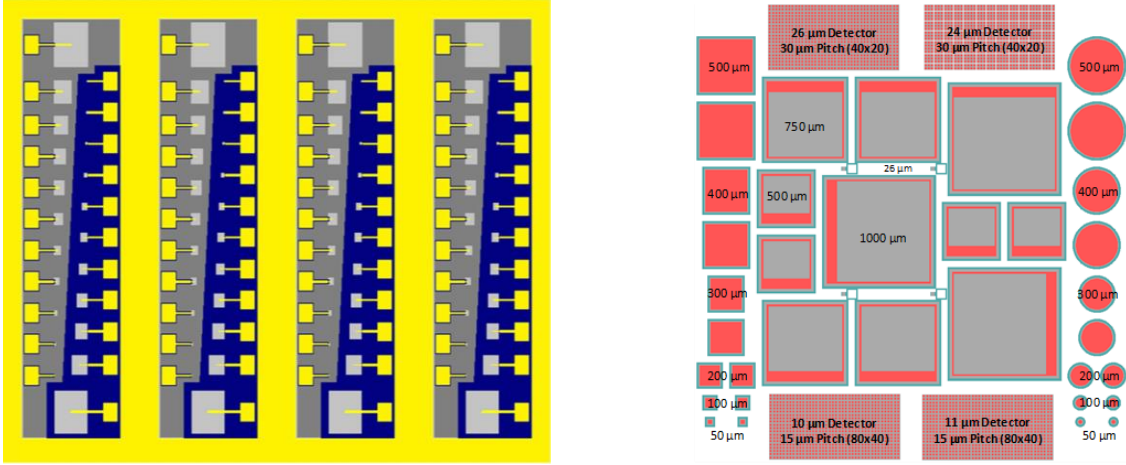 26 µm Detector
30 µm Pitch (40x20)
24 µm Detector
30 µm Pitch (40x20)
500 µm
500 µm
750 µm
26 µm
400 µm
500 µm
400 µm
1000 µm
300 µm
300 µm
200 µm
200 µm
100 µm
100 µm
50 µm
10 µm Detector
15 µm Pitch (80x40)
11 µm Detector
15 µm Pitch (80x40)
50 µm